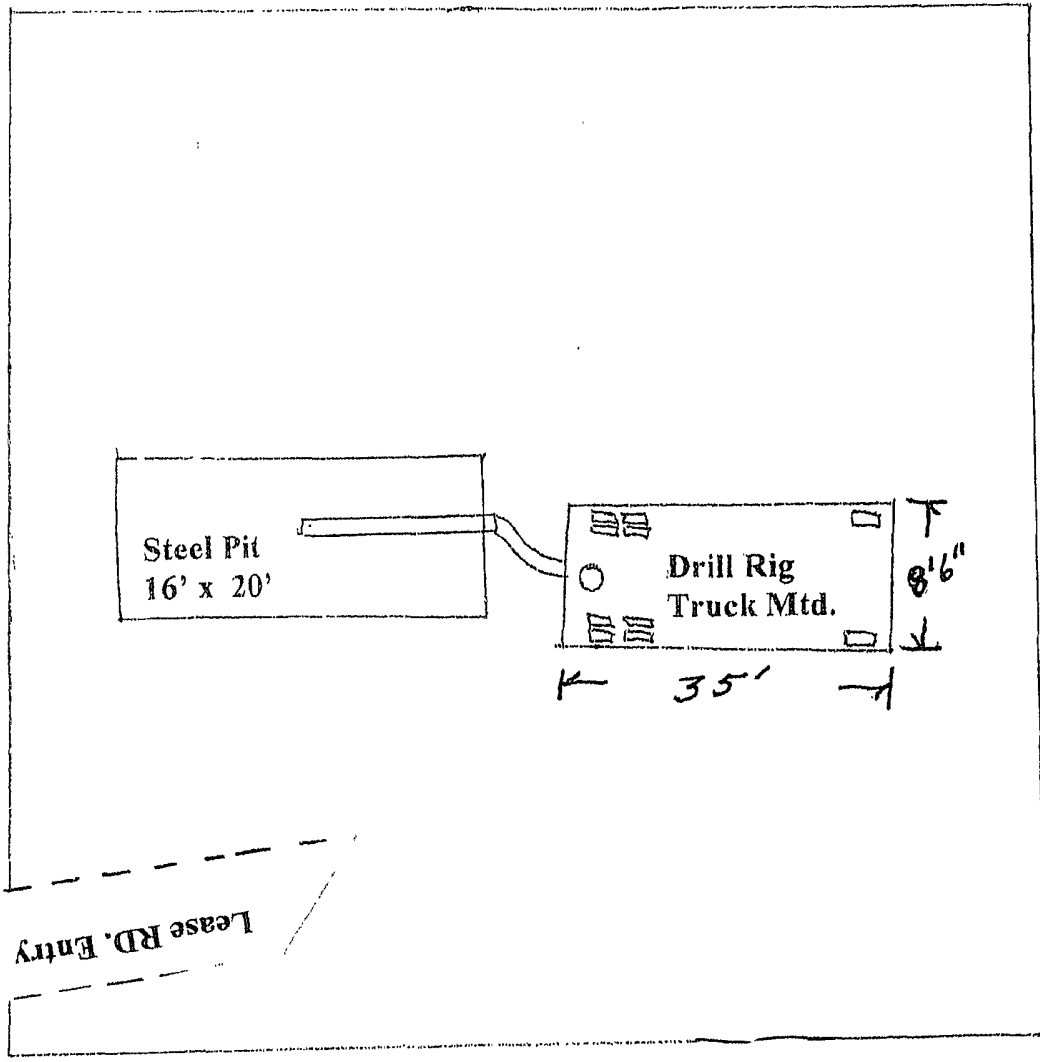 Steel Pit
16' x 20'
Drill Rig
Truck Mtd.
8'6"
35'
Lease RD. Entry